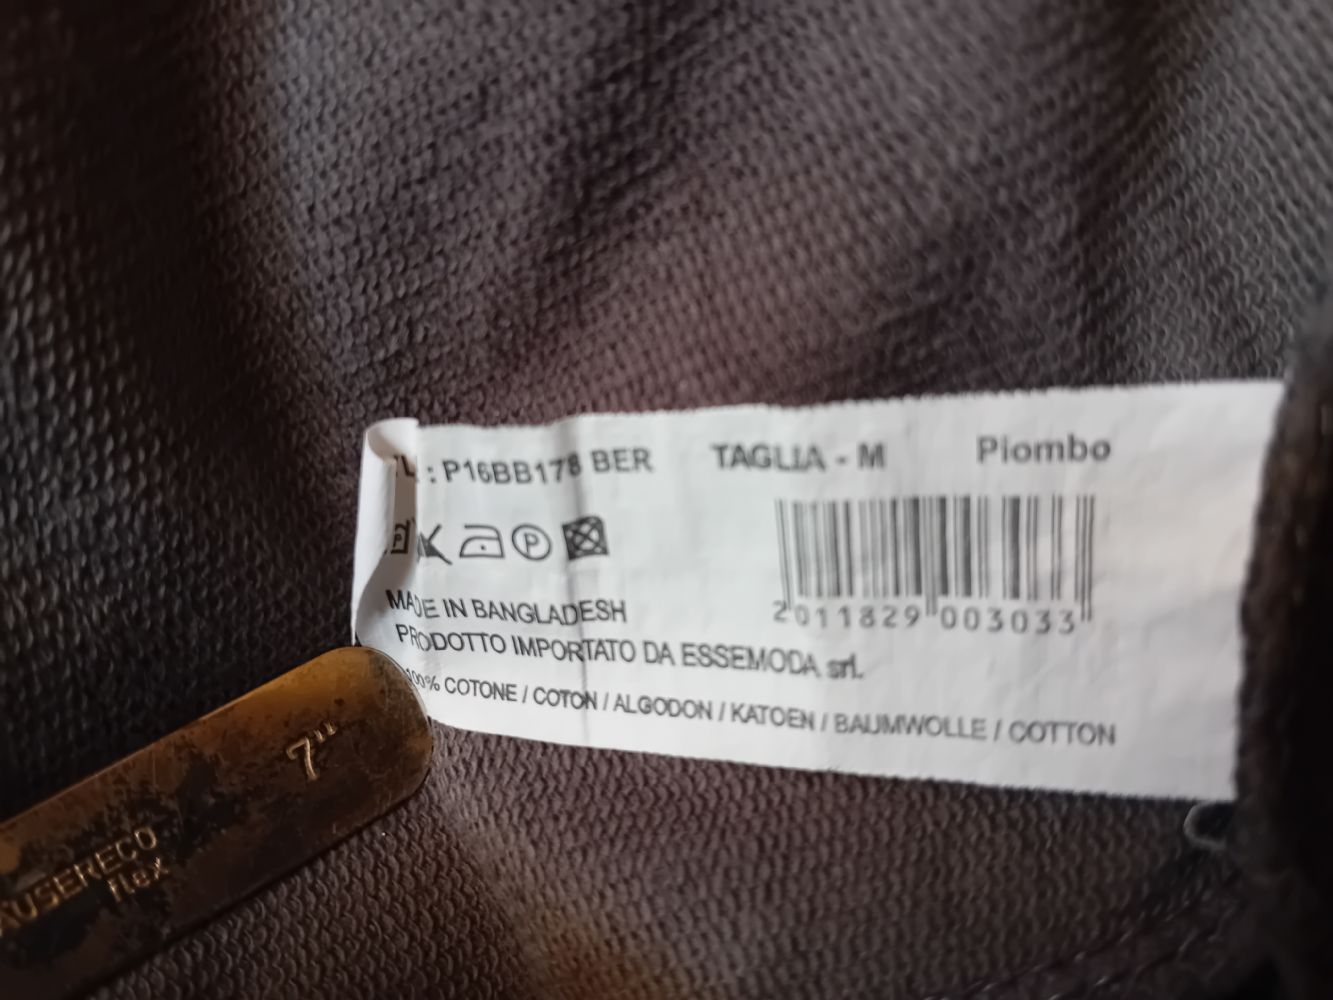 : P16BB178 BER TAGLIA - M Piombo
P P
2011829 003033
MADE IN BANGLADESH
PRODOTTO IMPORTATO DA ESSEMODA srl.
100% COTONE / COTON / ALGODON / KATOEN / BAUMWOLLE / COTTON
7"
flex